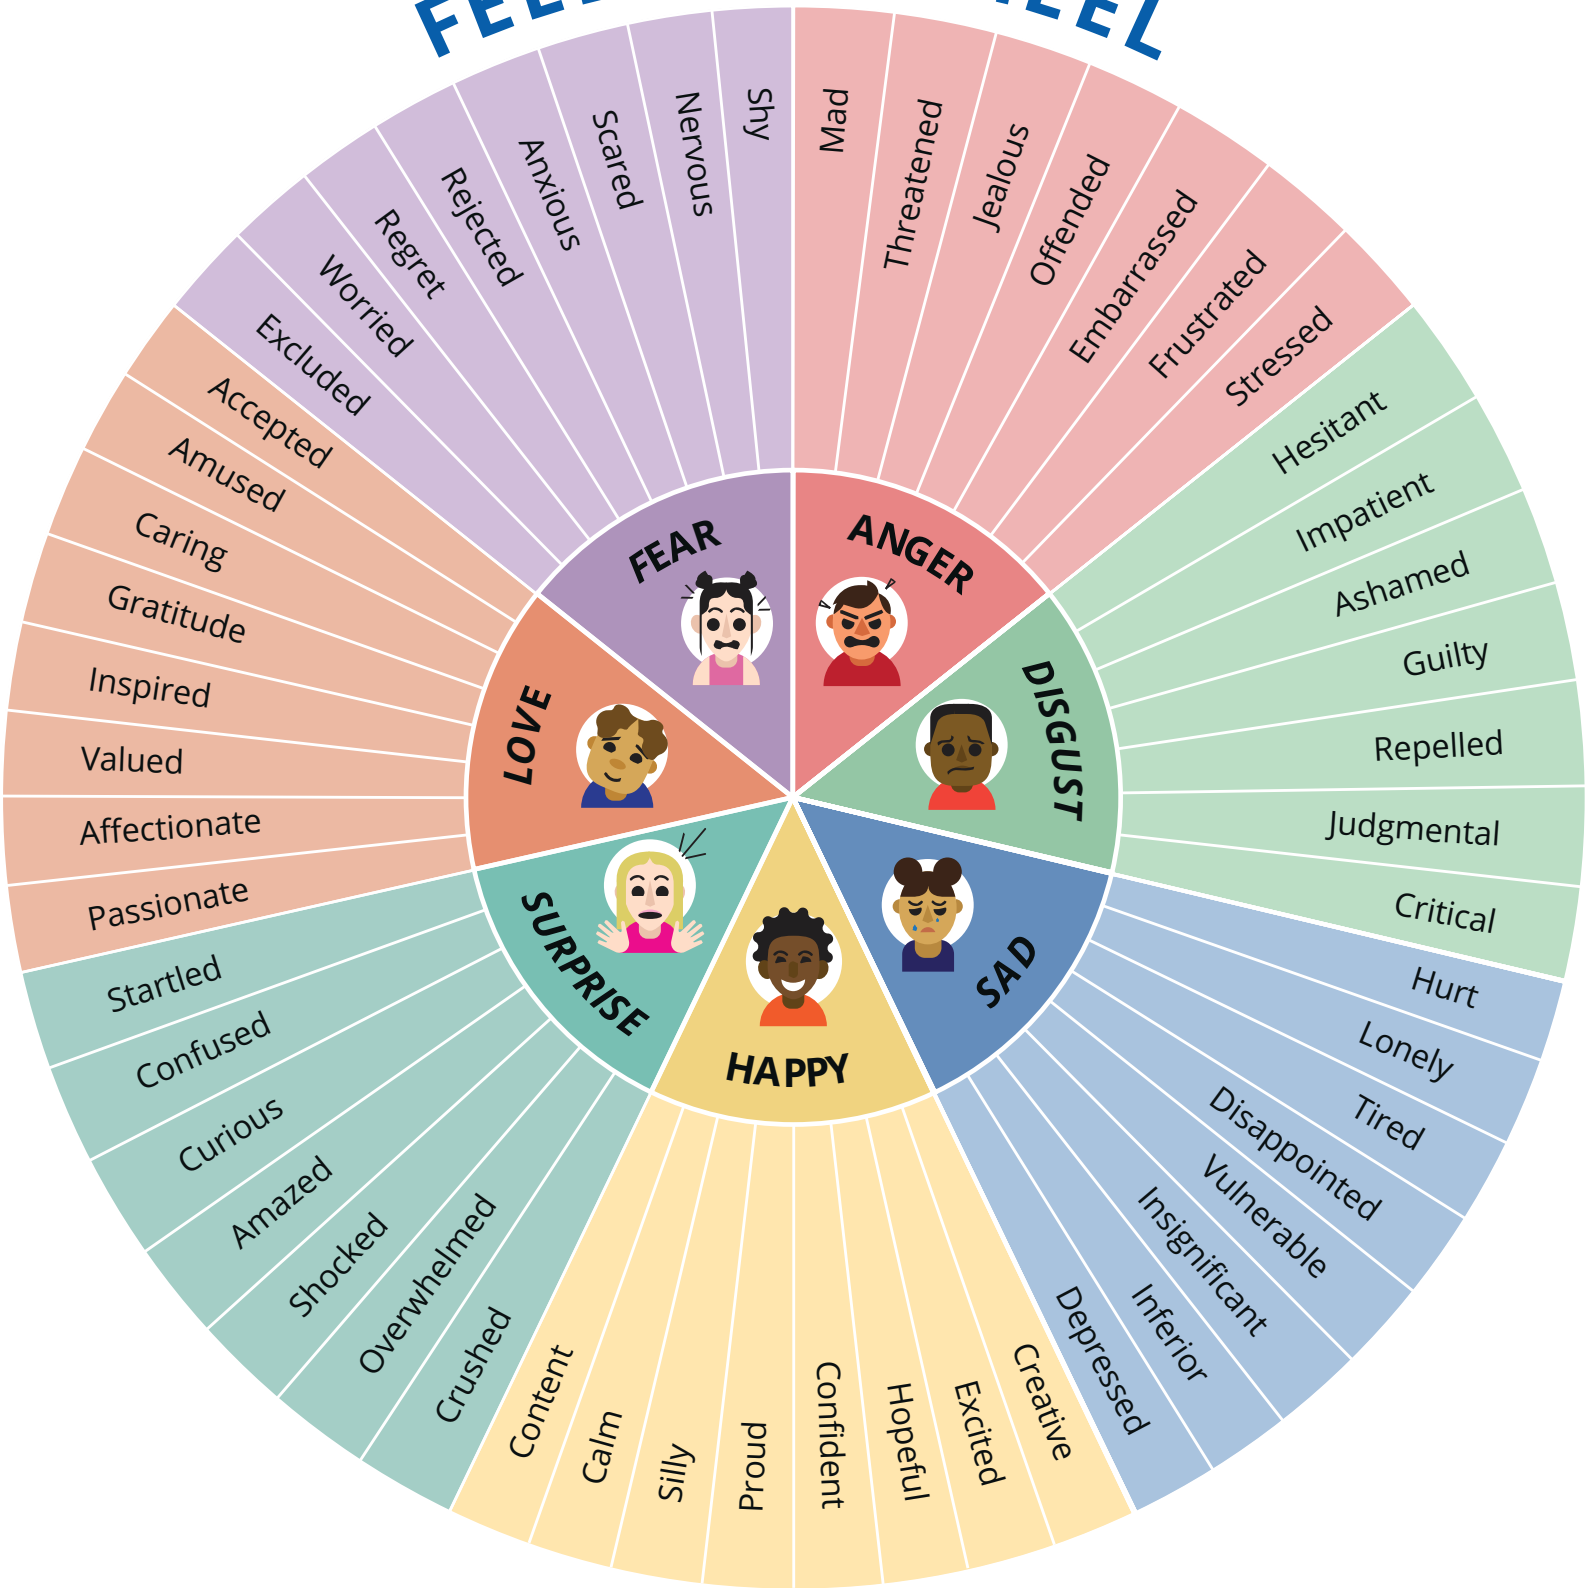 ANGER
Mad
Threatened
Jealous
Offended
Embarrassed
Frustrated
Stressed
DISGUST
Hesitant
Impatient
Ashamed
Guilty
Repelled
Judgmental
Critical
SAD
Hurt
Lonely
Tired
Disappointed
Vulnerable
Insignificant
Inferior
Depressed
HAPPY
Creative
Excited
Hopeful
Confident
Proud
Silly
Calm
Content
SURPRISE
Crushed
Overwhelmed
Shocked
Amazed
Curious
Confused
Startled
LOVE
Passionate
Affectionate
Valued
Inspired
Gratitude
Caring
Amused
Accepted
FEAR
Excluded
Worried
Regret
Rejected
Anxious
Scared
Nervous
Shy